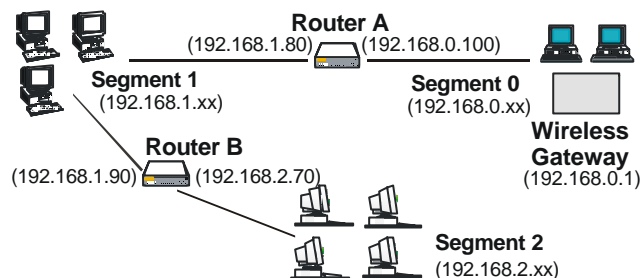 Router A
(192.168.1.80) (192.168.0.100)
Segment 1
(192.168.1.xx)
Segment 0
(192.168.0.xx)
Wireless
Gateway
(192.168.0.1)
Router B
(192.168.1.90) (192.168.2.70)
Segment 2
(192.168.2.xx)